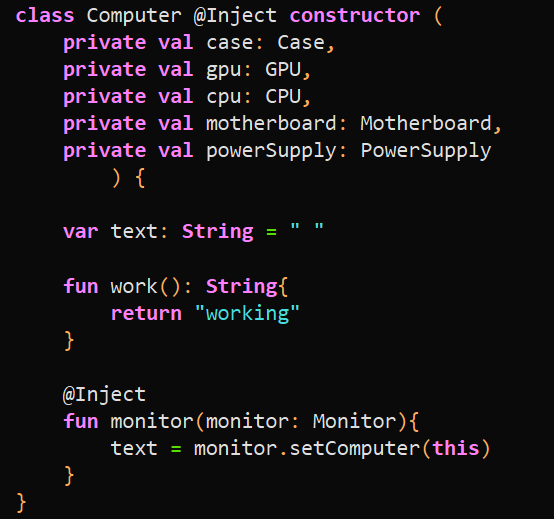 class Computer @Inject constructor (
    private val case: Case,
    private val gpu: GPU,
    private val cpu: CPU,
    private val motherboard: Motherboard,
    private val powerSupply: PowerSupply
        ) {

    var text: String = " "

    fun work(): String{
        return "working"
    }

    @Inject
    fun monitor(monitor: Monitor){
        text = monitor.setComputer(this)
    }
}